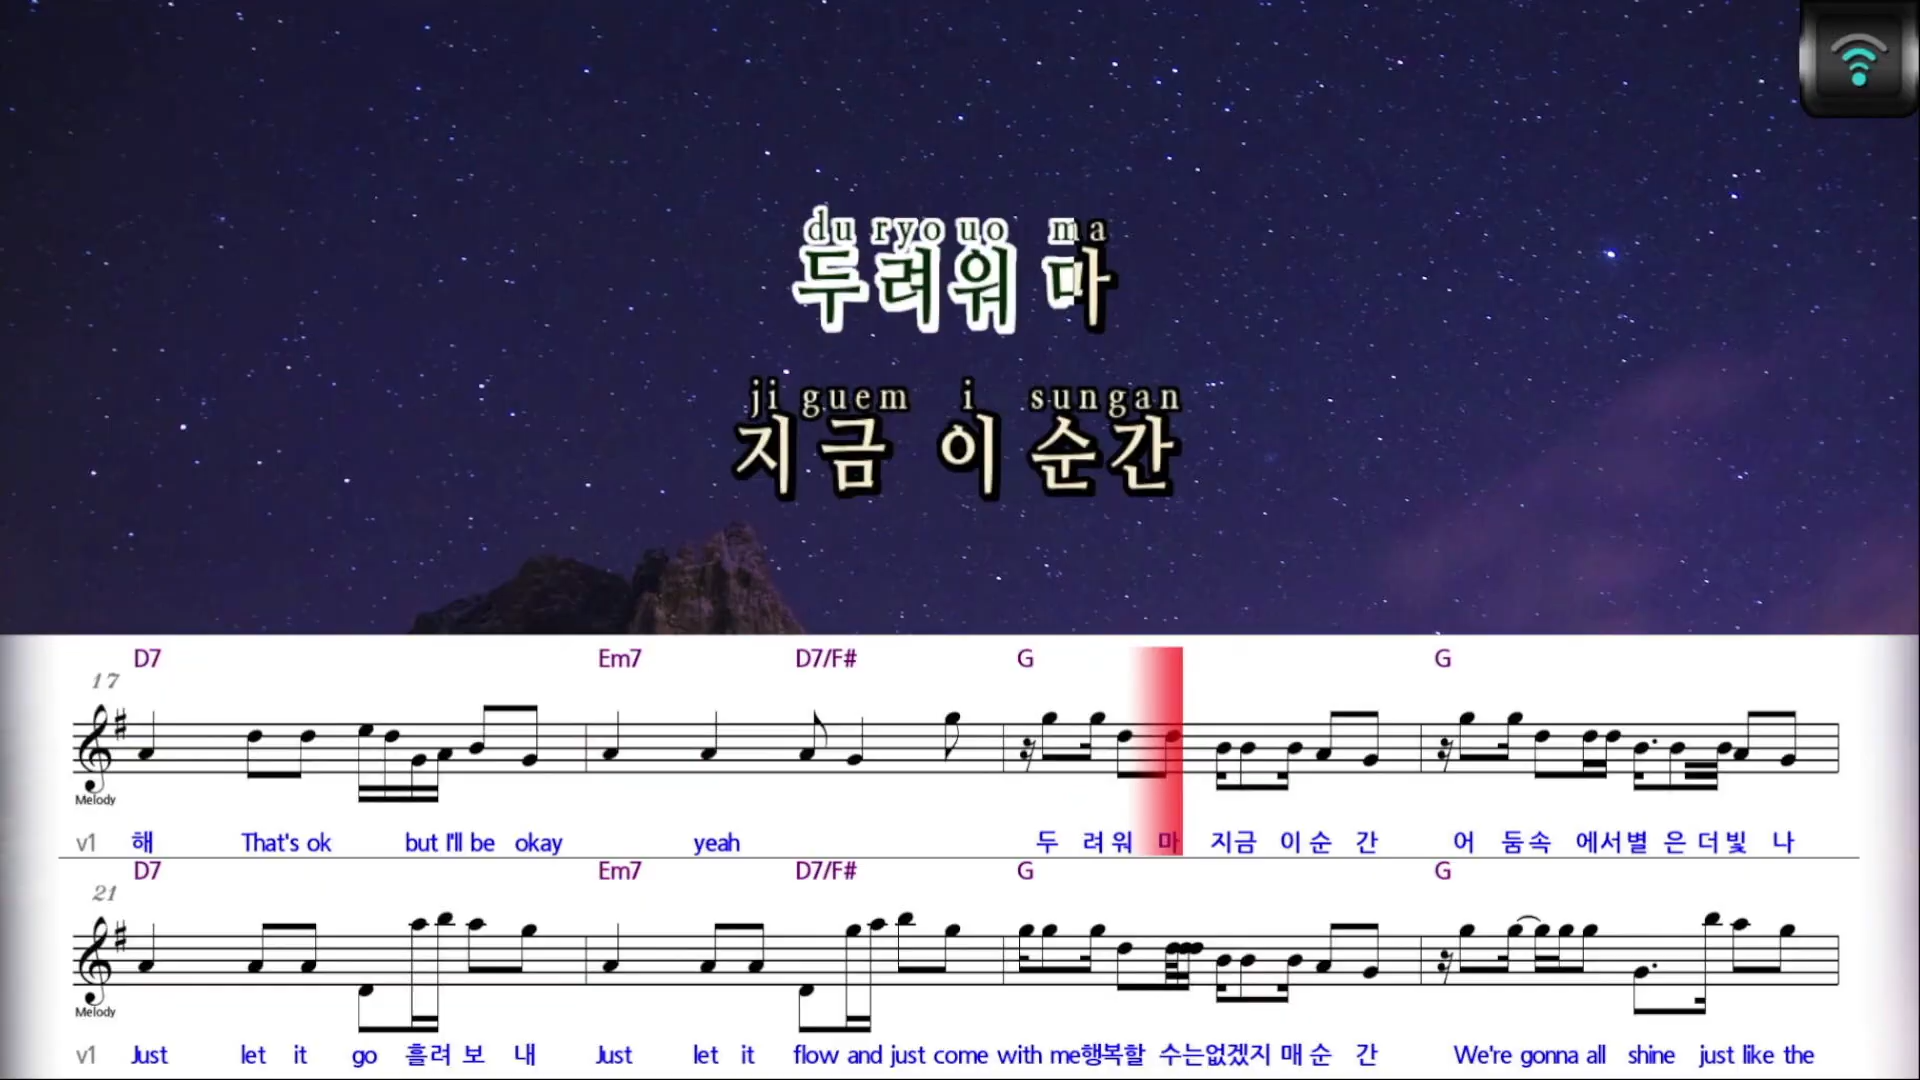 du ryo uo ma
두려워 마
ji guem i sungan
지금 이 순간
D7 Em7 D7/F# G G
17
Melody
v1 해 That's ok but I'll be okay yeah 두 려워 마 지금 이 순 간 어 둠속 에서별 은 더 빛 나
D7 Em7 D7/F# G G
21
Melody
v1 Just let it go 흘려 보 내 Just let it flow and just come with me행복할 수는없겠지 매 순 간 We're gonna all shine just like the